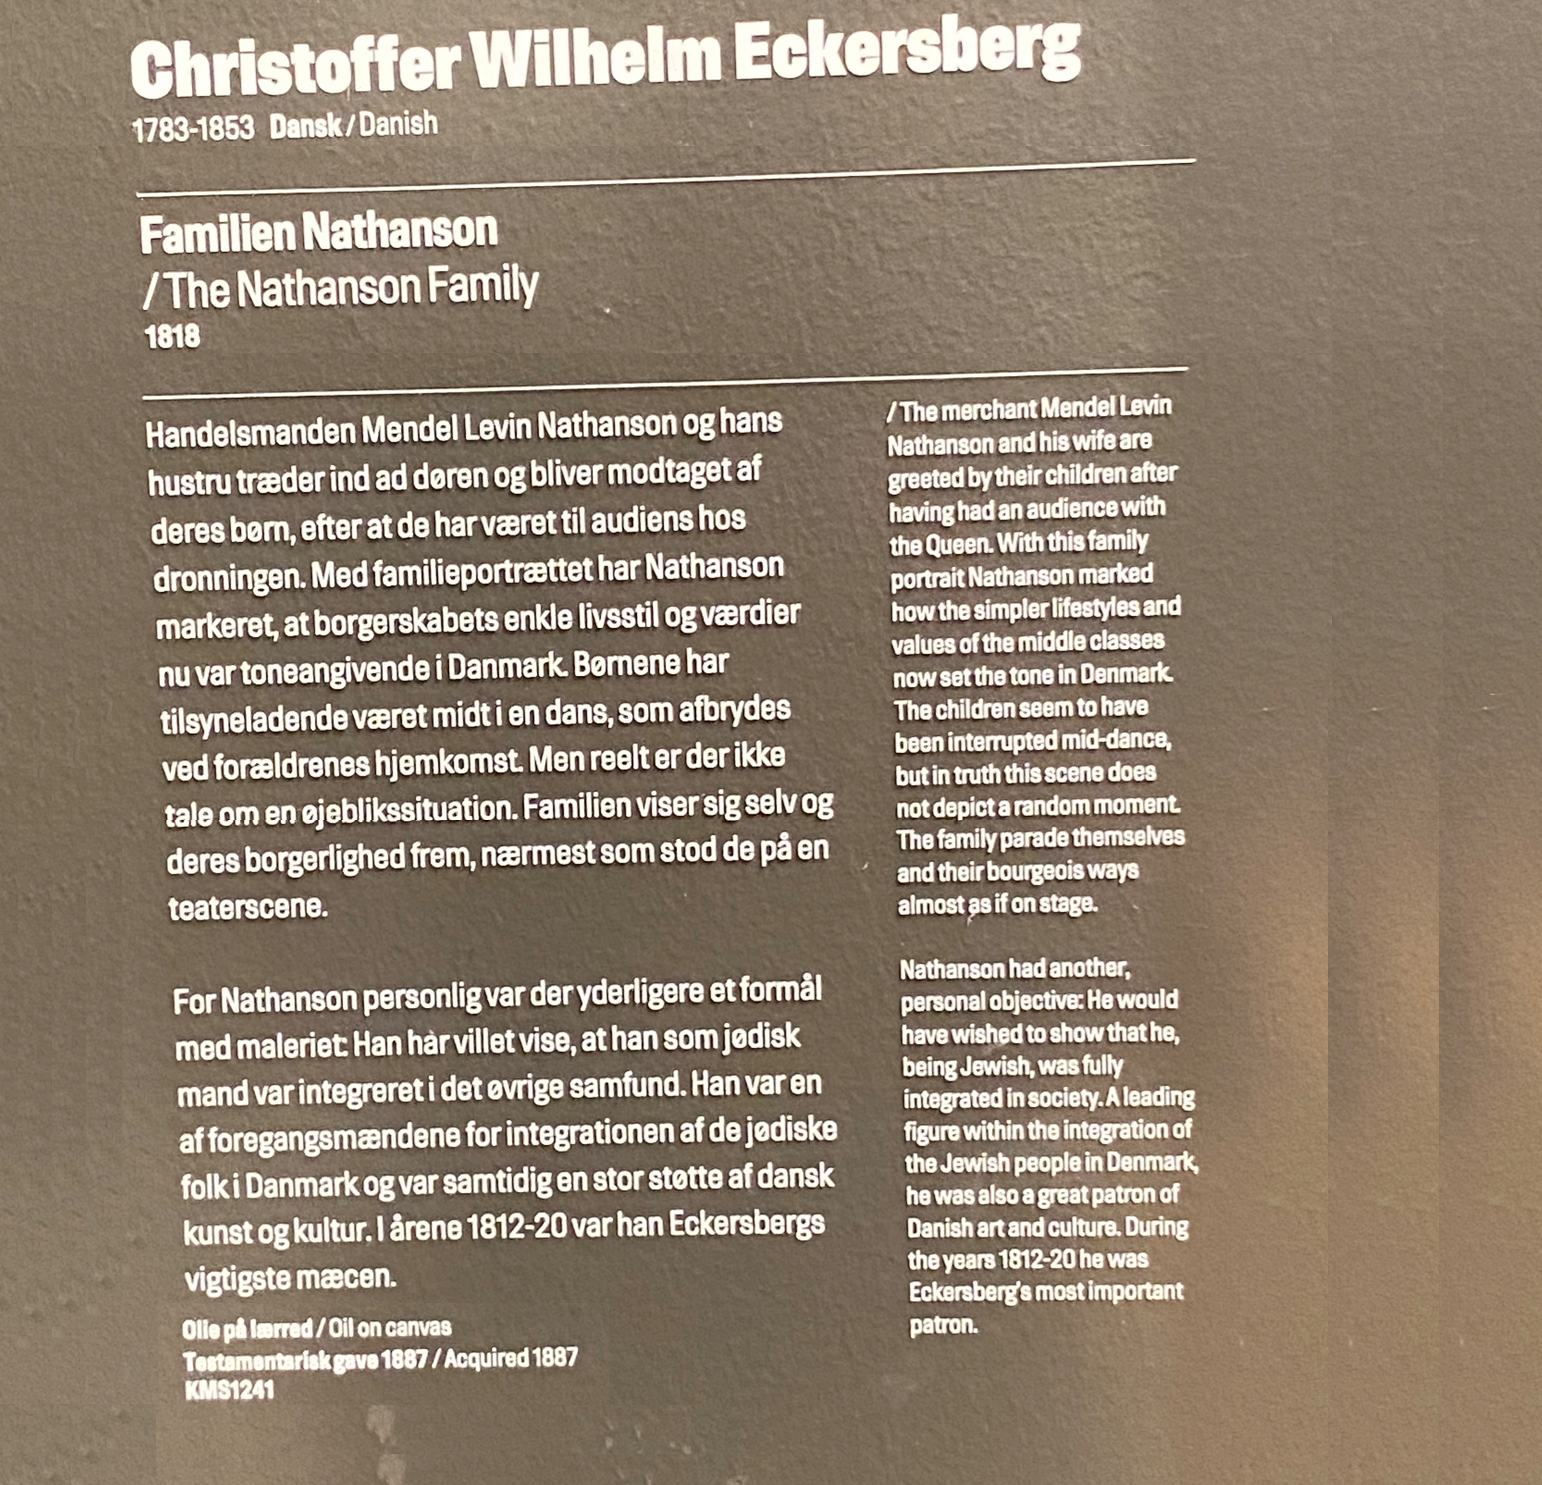 Christoffer Wilhelm Eckersberg
1783-1853 Dansk / Danish
Familien Nathanson
/ The Nathanson Family
1818
Handelsmanden Mendel Levin Nathanson og hans
hustru træder ind ad døren og bliver modtaget af
deres børn, efter at de har været til audiens hos
dronningen. Med familieportrættet har Nathanson
markeret, at borgerskabets enkle livsstil og værdier
nu var toneangivende i Danmark. Børnene har
tilsyneladende været midt i en dans, som afbrydes
ved forældrenes hjemkomst. Men reelt er der ikke
tale om en øjeblikssituation. Familien viser sig selv og
deres borgerlighed frem, nærmest som stod de på en
teaterscene.
For Nathanson personlig var der yderligere et formål
med maleriet: Han har villet vise, at han som jødisk
mand var integreret i det øvrige samfund. Han var en
af foregangsmændene for integrationen af de jødiske
folk i Danmark og var samtidig en stor støtte af dansk
kunst og kultur. I årene 1812-20 var han Eckersbergs
vigtigste mæcen.
Olie på lærred / Oil on canvas
Testamentarisk gave 1887 / Acquired 1887
KMS1241
/ The merchant Mendel Levin
Nathanson and his wife are
greeted by their children after
having had an audience with
the Queen. With this family
portrait Nathanson marked
how the simpler lifestyles and
values of the middle classes
now set the tone in Denmark.
The children seem to have
been interrupted mid-dance,
but in truth this scene does
not depict a random moment.
The family parade themselves
and their bourgeois ways
almost as if on stage.
Nathanson had another,
personal objective: He would
have wished to show that he,
being Jewish, was fully
integrated in society. A leading
figure within the integration of
the Jewish people in Denmark,
he was also a great patron of
Danish art and culture. During
the years 1812-20 he was
Eckersberg's most important
patron.